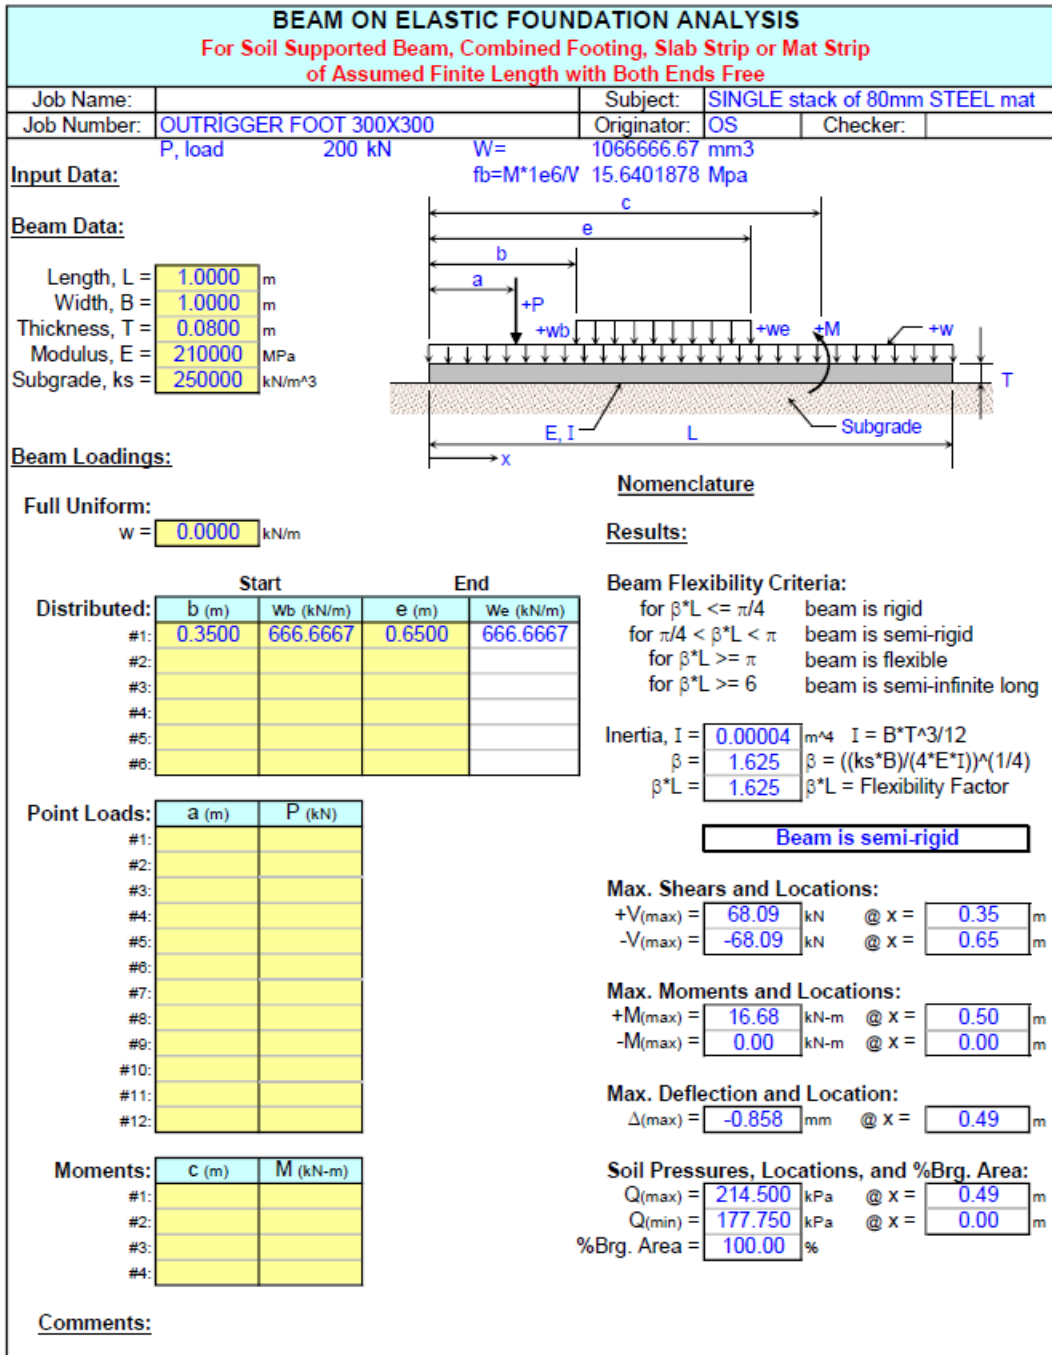 BEAM ON ELASTIC FOUNDATION ANALYSIS
For Soil Supported Beam, Combined Footing, Slab Strip or Mat Strip
of Assumed Finite Length with Both Ends Free
Job Name: Subject: SINGLE stack of 80mm STEEL mat
Job Number: OUTRIGGER FOOT 300X300 Originator: OS Checker:
P, load 200 kN W= 1066666.67 mm3
Input Data: fb=M*1e6/V 15.6401878 Mpa
c
Beam Data:
e
b
Length, L = 1.0000 m
a
Width, B = 1.0000 m
+P
Thickness, T = 0.0800 m
+wb +we +M +w
Modulus, E = 210000 MPa
Subgrade, ks = 250000 kN/m^3
T
E, I L Subgrade
Beam Loadings:
x
Nomenclature
Full Uniform:
w = 0.0000 kN/m
Results:
Start End
Beam Flexibility Criteria:
Distributed: b (m) Wb (kN/m) e (m) We (kN/m)
for β*L <= π/4 beam is rigid
#1: 0.3500 666.6667 0.6500 666.6667
for π/4 < β*L < π beam is semi-rigid
#2:
for β*L >= π beam is flexible
#3:
for β*L >= 6 beam is semi-infinite long
#4:
#5:
Inertia, I = 0.00004 m^4 I = B*T^3/12
#6:
β = 1.625 β = ((ks*B)/(4*E*I))^(1/4)
β*L = 1.625 β*L = Flexibility Factor
Point Loads: a (m) P (kN)
#1:
Beam is semi-rigid
#2:
#3:
Max. Shears and Locations:
#4:
+V(max) = 68.09 kN @ x = 0.35 m
#5:
-V(max) = -68.09 kN @ x = 0.65 m
#6:
#7:
Max. Moments and Locations:
#8:
+M(max) = 16.68 kN-m @ x = 0.50 m
#9:
-M(max) = 0.00 kN-m @ x = 0.00 m
#10:
#11:
Max. Deflection and Location:
#12:
Δ(max) = -0.858 mm @ x = 0.49 m
Moments: c (m) M (kN-m)
Soil Pressures, Locations, and %Brg. Area:
#1:
Q(max) = 214.500 kPa @ x = 0.49 m
#2:
Q(min) = 177.750 kPa @ x = 0.00 m
#3:
%Brg. Area = 100.00 %
#4:
Comments: